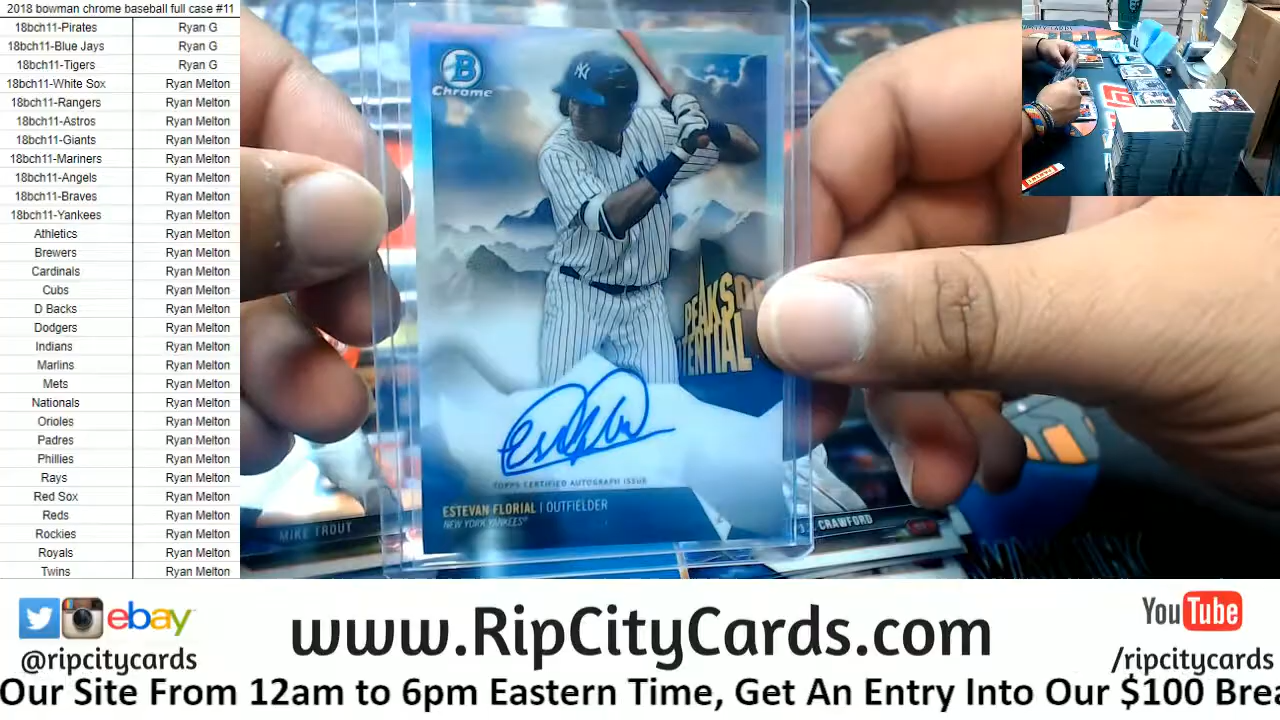 2018 bowman chrome baseball full case #11
18bch11-Pirates Ryan G
18bch11-Blue Jays Ryan G
18bch11-Tigers Ryan G
18bch11-White Sox Ryan Melton
18bch11-Rangers Ryan Melton
18bch11-Astros Ryan Melton
18bch11-Giants Ryan Melton
18bch11-Mariners Ryan Melton
18bch11-Angels Ryan Melton
18bch11-Braves Ryan Melton
18bch11-Yankees Ryan Melton
Athletics Ryan Melton
Brewers Ryan Melton
Cardinals Ryan Melton
Cubs Ryan Melton
D Backs Ryan Melton
Dodgers Ryan Melton
Indians Ryan Melton
Marlins Ryan Melton
Mets Ryan Melton
Nationals Ryan Melton
Orioles Ryan Melton
Padres Ryan Melton
Phillies Ryan Melton
Rays Ryan Melton
Red Sox Ryan Melton
Reds Ryan Melton
Rockies Ryan Melton
Royals Ryan Melton
Twins Ryan Melton
B
Chrome
NY
PEAKS
TENTIAL
TOPPS CERTIFIED AUTOGRAPH ISSUE
ESTEVAN FLORIAL | OUTFIELDER
NEW YORK YANKEES®
MIKE TROUT
CRAWFORD
ebay
@ripcitycards
www.RipCityCards.com
YouTube
/ripcitycards
Our Site From 12am to 6pm Eastern Time, Get An Entry Into Our $100 Brea